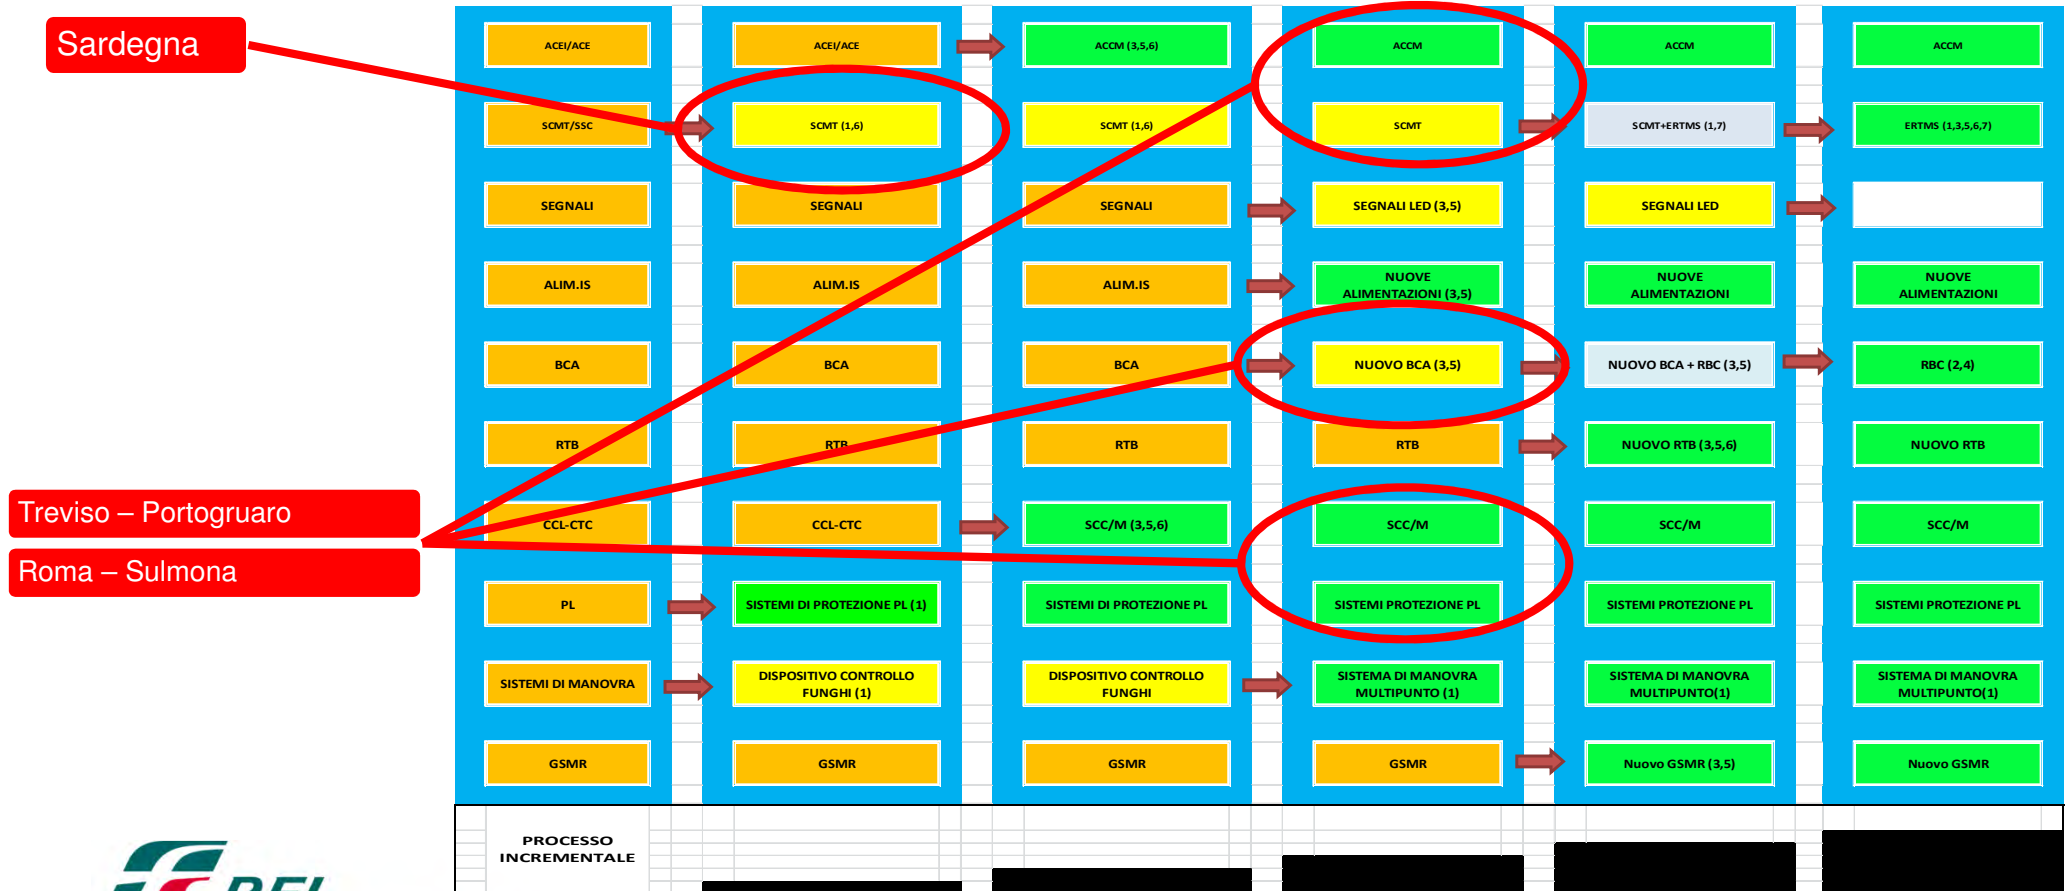 Sardegna
ACEI/ACE
ACEI/ACE
ACCM (3,5,6)
ACCM
ACCM
ACCM
SCMT/SSC
SCMT (1,6)
SCMT (1,6)
SCMT
SCMT+ERTMS (1,7)
ERTMS (1,3,5,6,7)
SEGNALI
SEGNALI
SEGNALI
SEGNALI LED (3,5)
SEGNALI LED
ALIM.IS
ALIM.IS
ALIM.IS
NUOVE
ALIMENTAZIONI (3,5)
NUOVE
ALIMENTAZIONI
NUOVE
ALIMENTAZIONI
BCA
BCA
BCA
NUOVO BCA (3,5)
NUOVO BCA + RBC (3,5)
RBC (2,4)
RTB
RTB
RTB
RTB
NUOVO RTB (3,5,6)
NUOVO RTB
Treviso – Portogruaro
CCL-CTC
CCL-CTC
SCC/M (3,5,6)
SCC/M
SCC/M
SCC/M
Roma – Sulmona
PL
SISTEMI DI PROTEZIONE PL (1)
SISTEMI DI PROTEZIONE PL
SISTEMI PROTEZIONE PL
SISTEMI PROTEZIONE PL
SISTEMI PROTEZIONE PL
SISTEMI DI MANOVRA
DISPOSITIVO CONTROLLO
FUNGHI (1)
DISPOSITIVO CONTROLLO
FUNGHI
SISTEMA DI MANOVRA
MULTIPUNTO (1)
SISTEMA DI MANOVRA
MULTIPUNTO(1)
SISTEMA DI MANOVRA
MULTIPUNTO(1)
GSMR
GSMR
GSMR
GSMR
Nuovo GSMR (3,5)
Nuovo GSMR
PROCESSO
INCREMENTALE
RFI